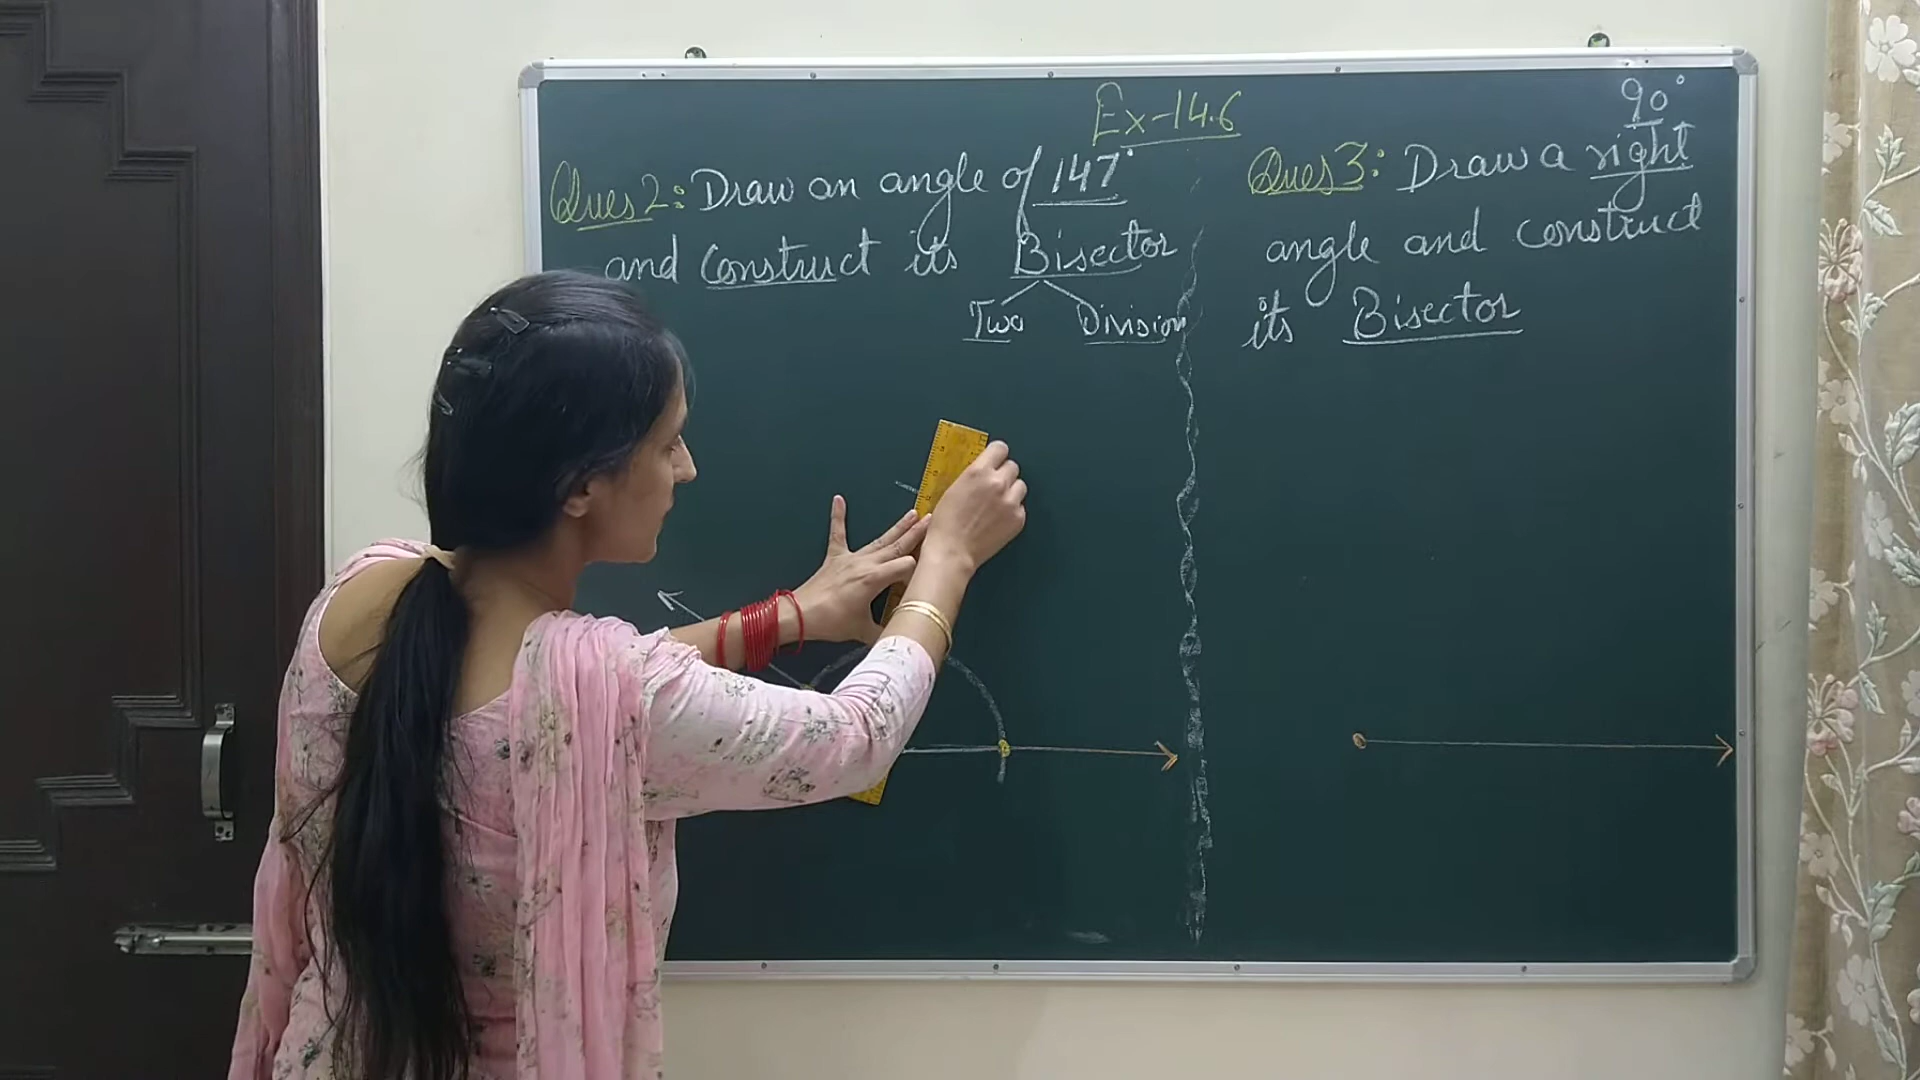 Ex-14.6
Ques 2: Draw an angle of 147°
and construct its Bisector
Two Division
90°
Ques 3: Draw a right
angle and construct
its Bisector